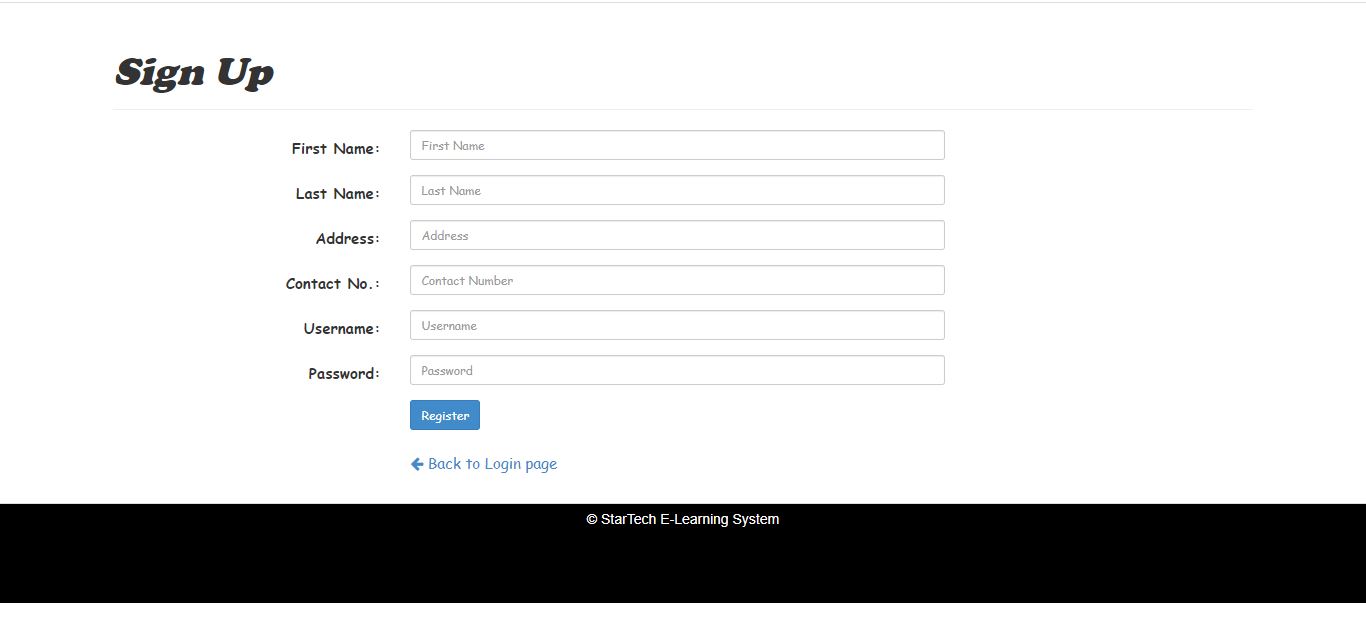 Sign Up
First Name: First Name
Last Name: Last Name
Address: Address
Contact No.: Contact Number
Username: Username
Password: Password
Register
Back to Login page
© StarTech E-Learning System